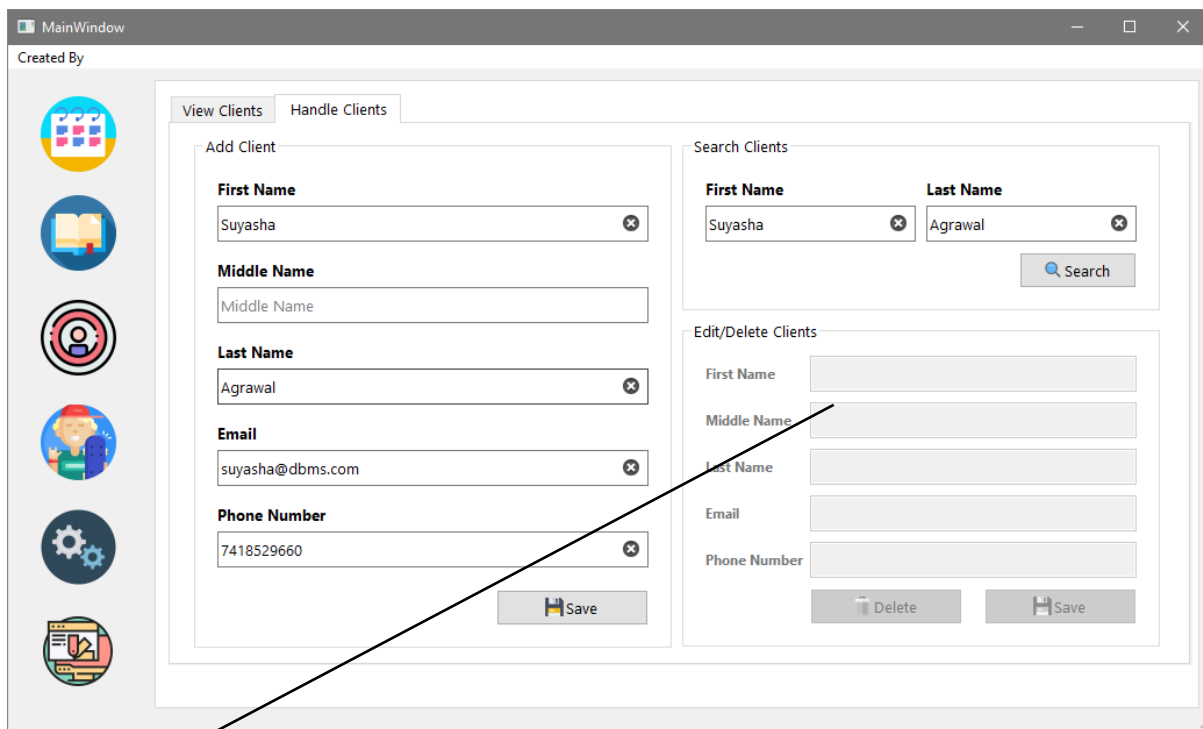 MainWindow
Created By
View Clients
Handle Clients
Add Client
First Name
Suyasha
Middle Name
Middle Name
Last Name
Agrawal
Email
suyasha@dbms.com
Phone Number
7418529660
Save
Search Clients
First Name Last Name
Suyasha Agrawal
Search
Edit/Delete Clients
First Name
Middle Name
Last Name
Email
Phone Number
Delete Save